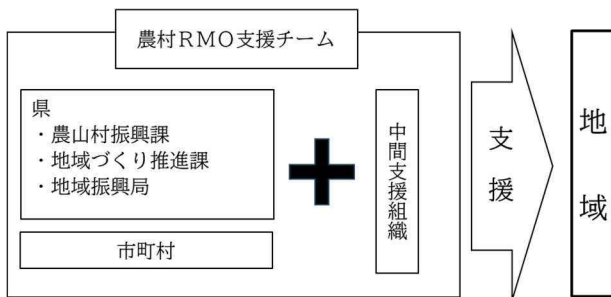 農村RMO支援チーム
県
・農山村振興課
・地域づくり推進課
・地域振興局
市町村
中間支援組織
支援
地域